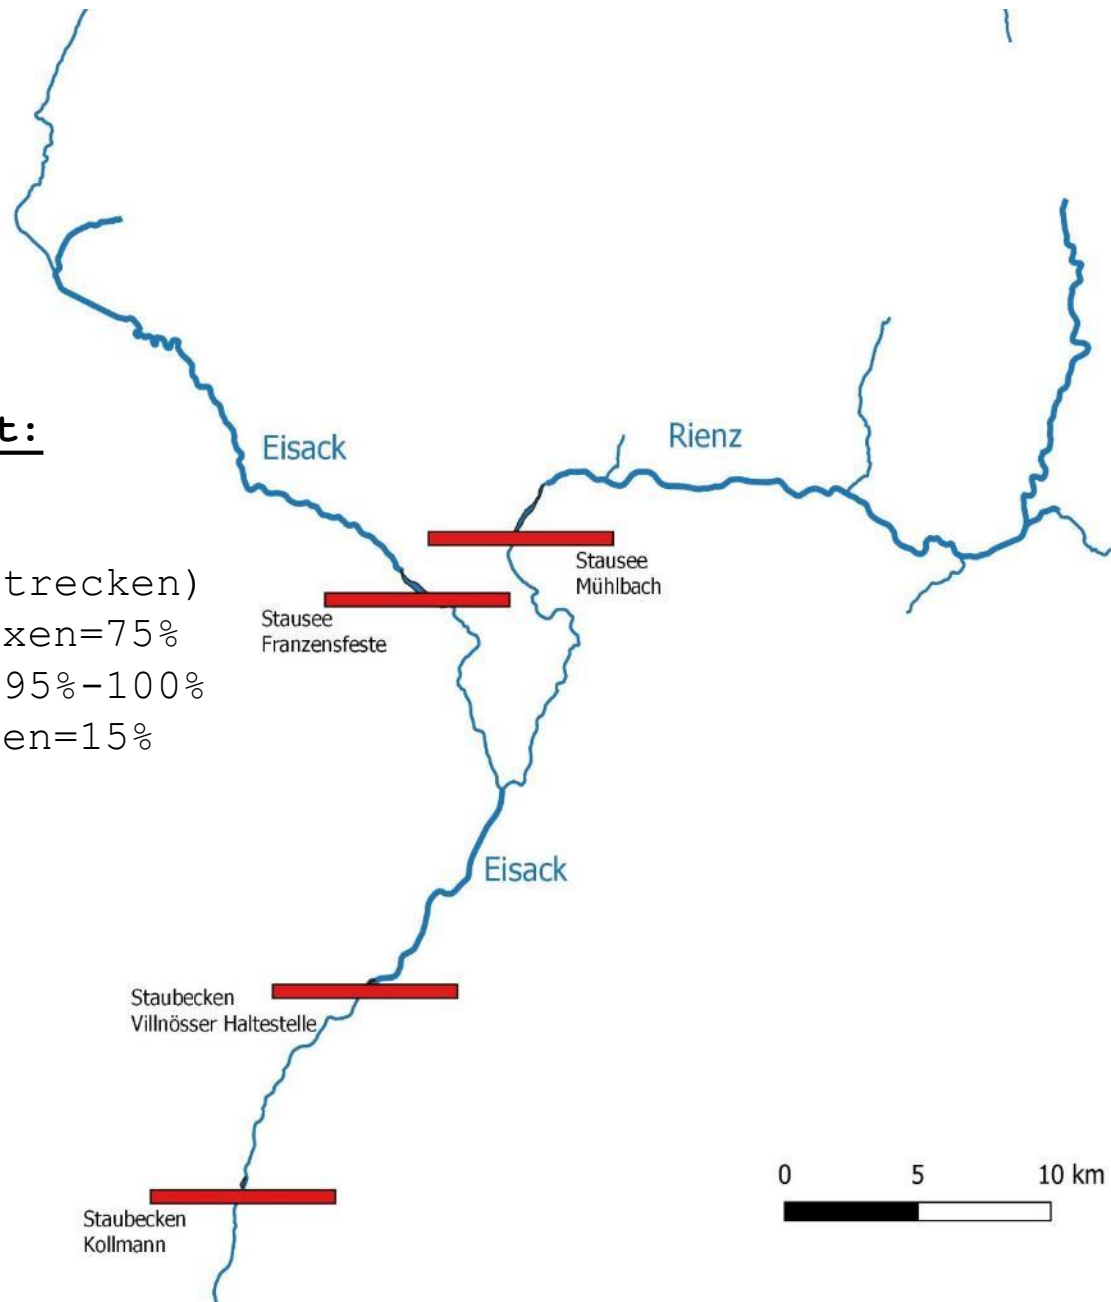 t:
Eisack
Rienz
Stausee
Mühlbach
trecken)
Stausee
Franzensfeste
xen=75%
95%-100%
en=15%
Eisack
Staubecken
Villnösser Haltestelle
0 5 10 km
Staubecken
Kollmann